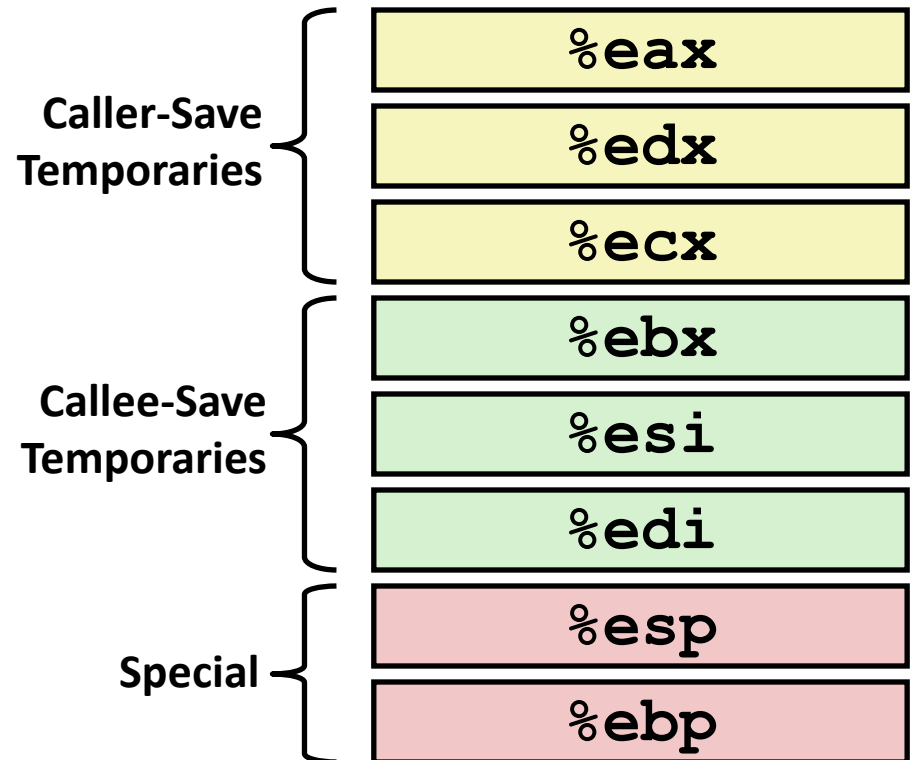 Caller-Save
Temporaries
%eax
%edx
%ecx
Callee-Save
Temporaries
%ebx
%esi
%edi
Special
%esp
%ebp